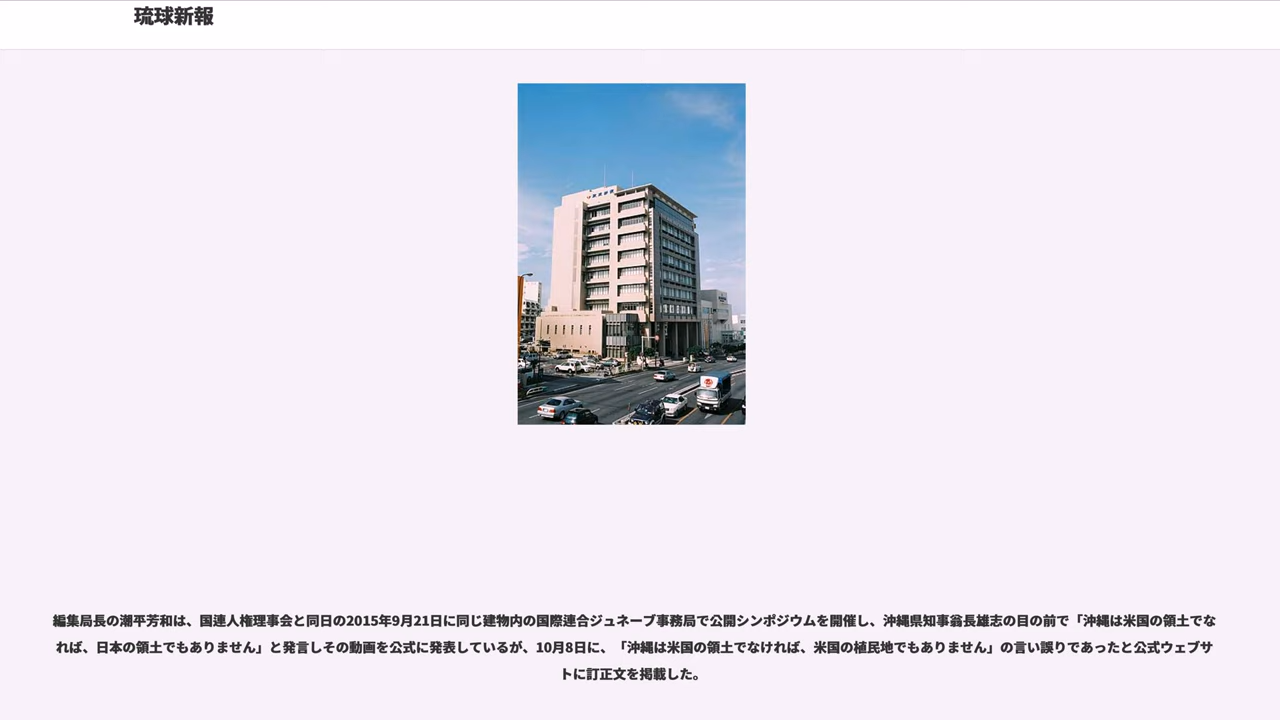 琉球新報
編集局長の潮平芳和は、国連人権理事会と同日の2015年9月21日に同じ建物内の国際連合ジュネーブ事務局で公開シンポジウムを開催し、沖縄県知事翁長雄志の目の前で「沖縄は米国の領土でな
れば、日本の領土でもありません」と発言しその動画を公式に発表しているが、10月8日に、「沖縄は米国の領土でなければ、米国の植民地でもありません」の言い誤りであったと公式ウェブサ
トに訂正文を掲載した。